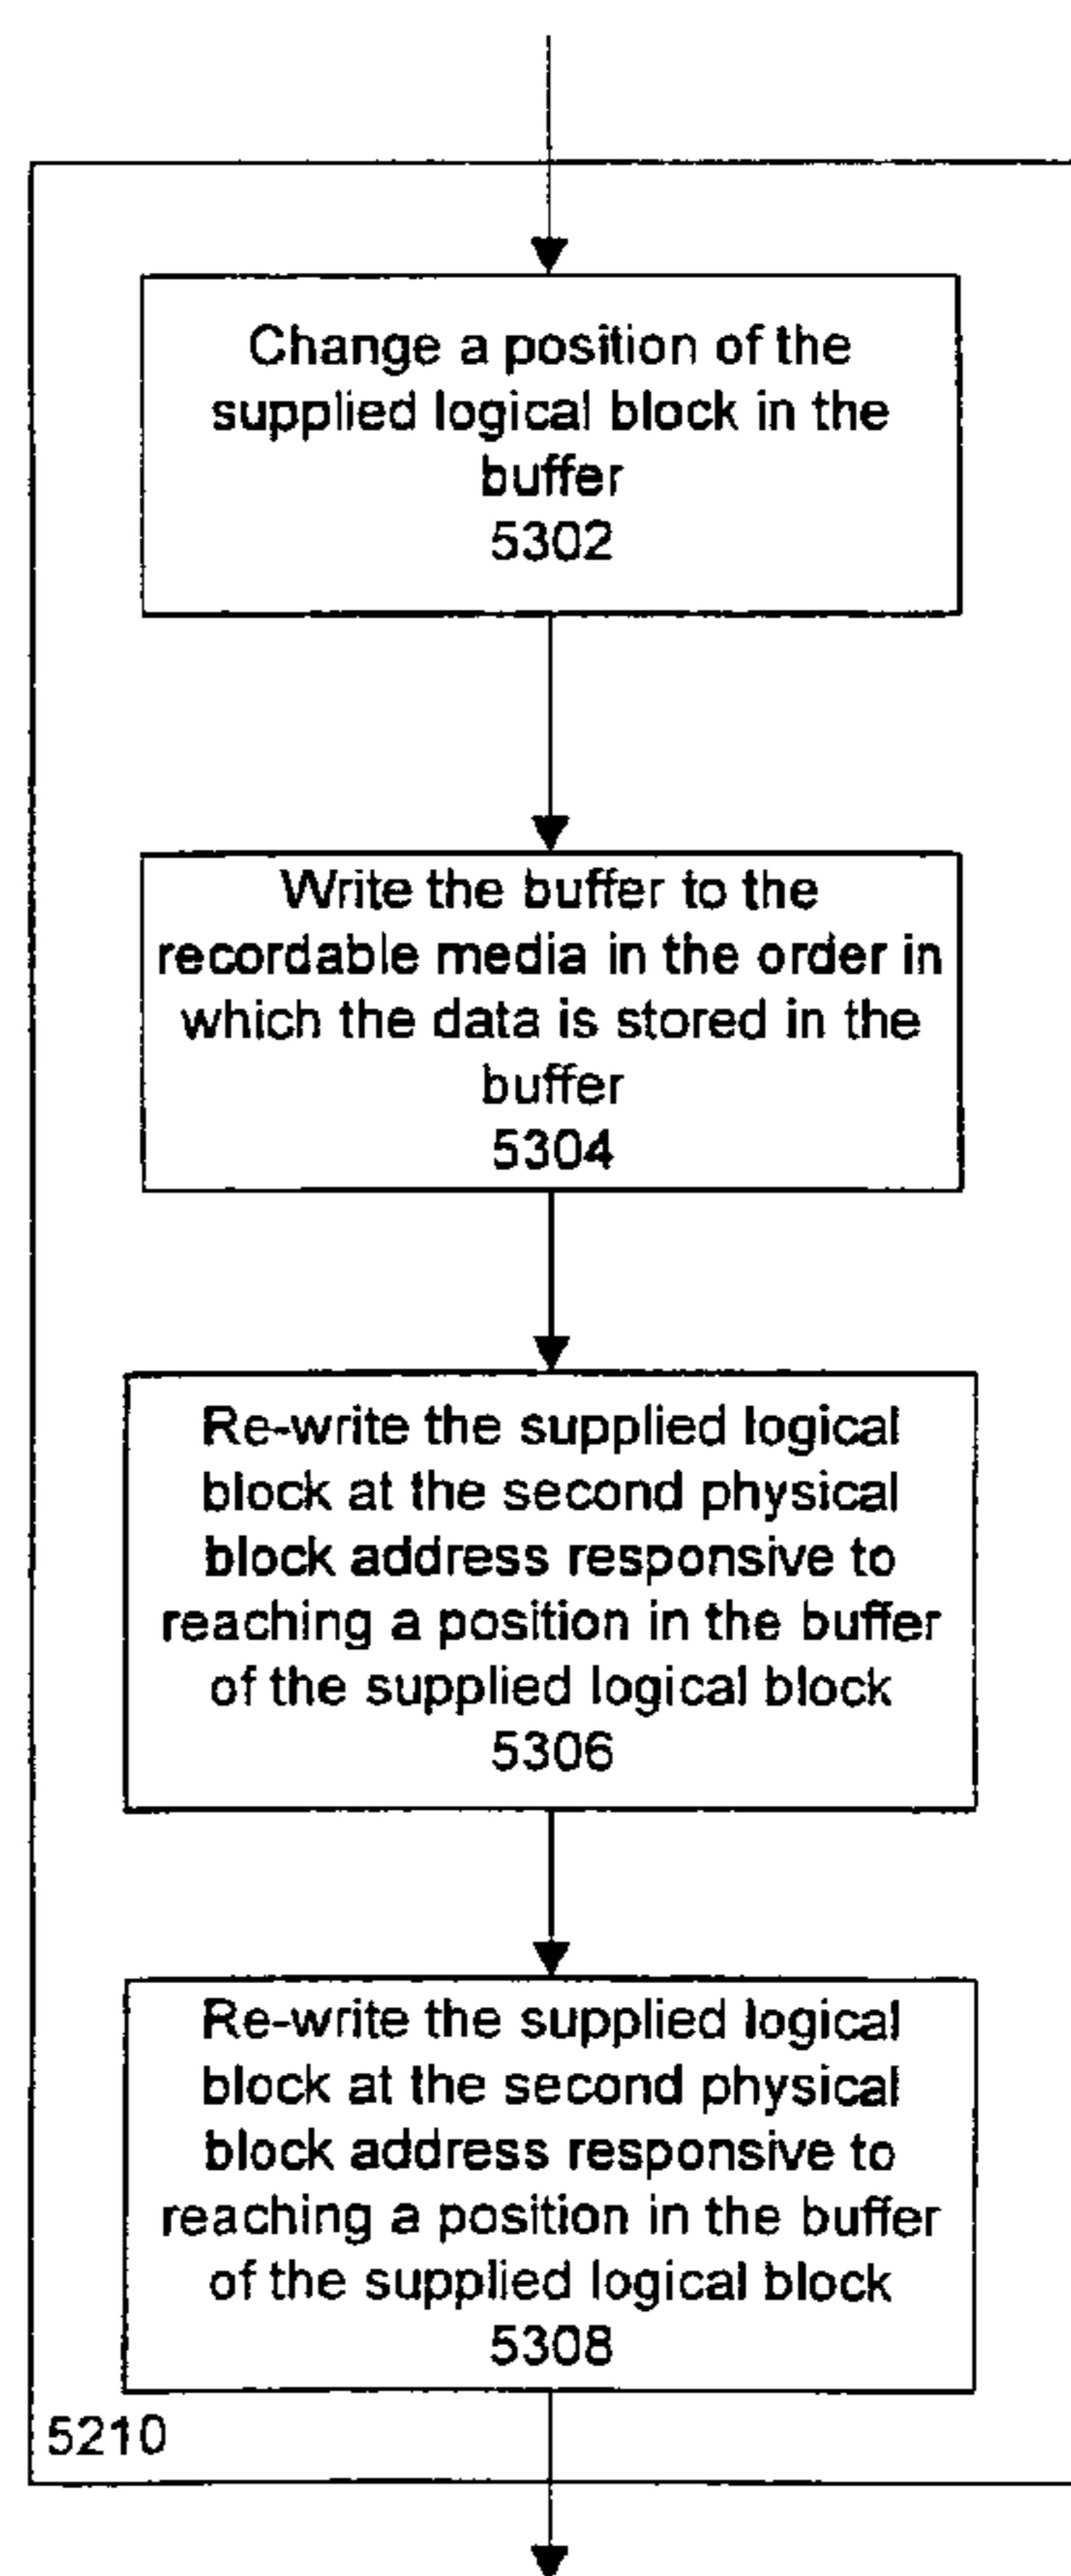 Change a position of the
supplied logical block in the
buffer
5302
Write the buffer to the
recordable media in the order in
which the data is stored in the
buffer
5304
Re-write the supplied logical
block at the second physical
block address responsive to
reaching a position in the buffer
of the supplied logical block
5306
Re-write the supplied logical
block at the second physical
block address responsive to
reaching a position in the buffer
of the supplied logical block
5308
5210